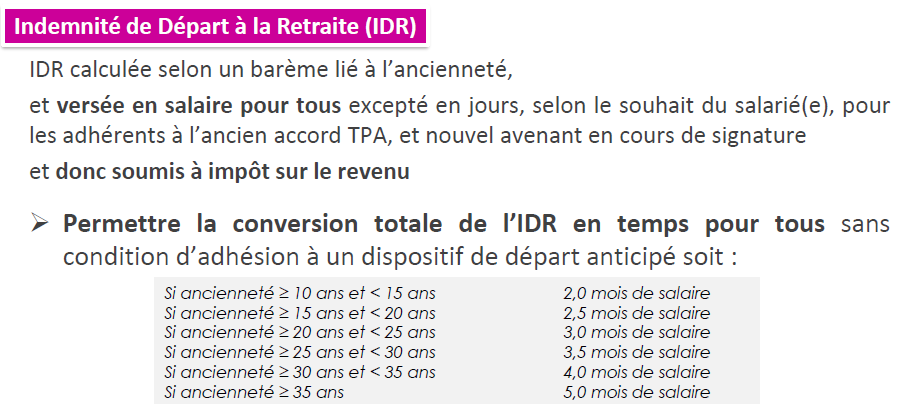 Indemnité de Départ à la Retraite (IDR)
IDR calculée selon un barème lié à l’ancienneté,
et versée en salaire pour tous excepté en jours, selon le souhait du salarié(e), pour
les adhérents à l’ancien accord TPA, et nouvel avenant en cours de signature
et donc soumis à impôt sur le revenu
➢ Permettre la conversion totale de l’IDR en temps pour tous sans
condition d’adhésion à un dispositif de départ anticipé soit :
Si ancienneté ≥ 10 ans et < 15 ans 2,0 mois de salaire
Si ancienneté ≥ 15 ans et < 20 ans 2,5 mois de salaire
Si ancienneté ≥ 20 ans et < 25 ans 3,0 mois de salaire
Si ancienneté ≥ 25 ans et < 30 ans 3,5 mois de salaire
Si ancienneté ≥ 30 ans et < 35 ans 4,0 mois de salaire
Si ancienneté ≥ 35 ans 5,0 mois de salaire